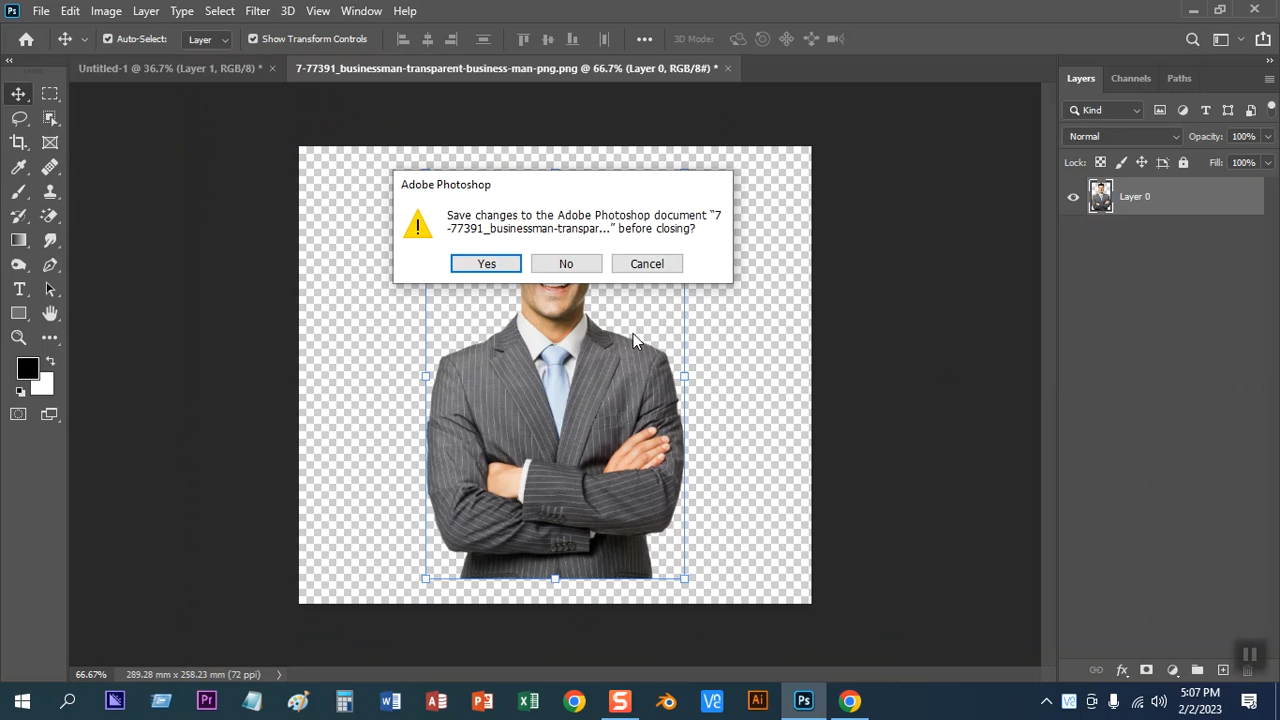 Ps File Edit Image Layer Type Select Filter 3D View Window Help
Auto-Select: Layer Show Transform Controls 3D Mode:
Untitled-1 @ 36.7% (Layer 1, RGB/8) * × 7-77391_businessman-transparent-business-man-png.png @ 66.7% (Layer 0, RGB/8#) * ×
Layers Channels Paths
Kind
Normal Opacity: 100%
Lock: Fill: 100%
Layer 0
Adobe Photoshop
Save changes to the Adobe Photoshop document “7
-77391_businessman-transpar...” before closing?
Yes No Cancel
66.67% 289.28 mm x 258.23 mm (72 ppi)
5:07 PM
2/2/2023